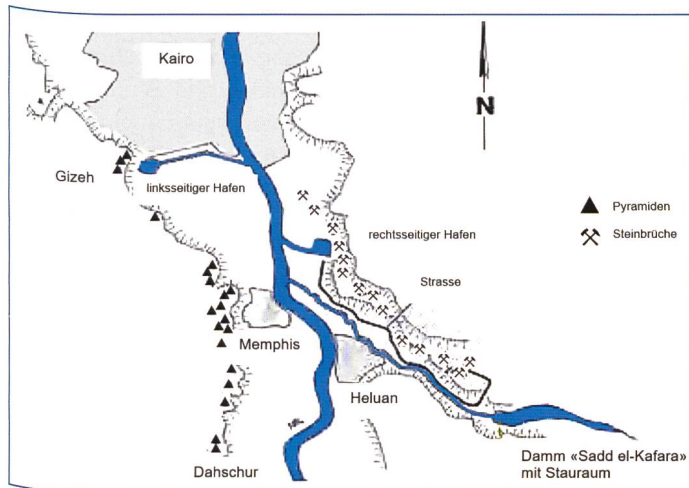 Kairo
N
Gizeh
linksseitiger Hafen
Pyramiden
Steinbrüche
rechtsseitiger Hafen
Strasse
Memphis
Heluan
Dahschur
Damm «Sadd el-Kafara»
mit Stauraum